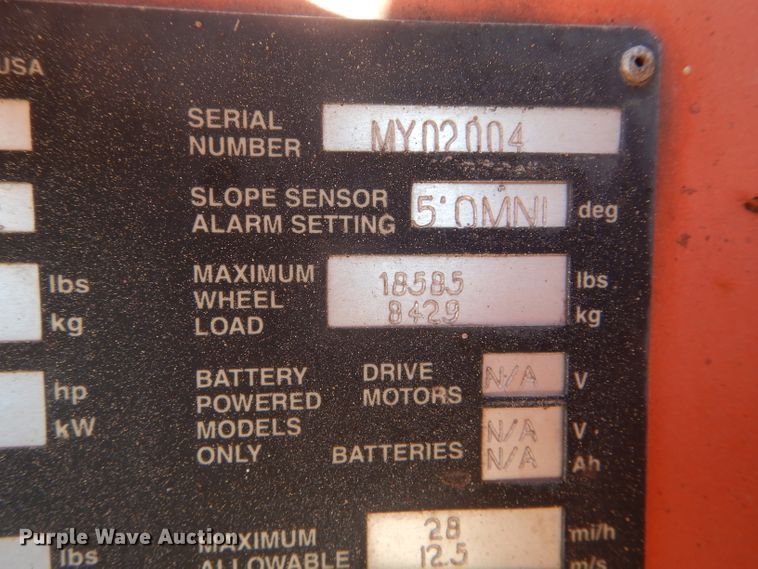 USA
SERIAL
NUMBER MY02004
SLOPE SENSOR
ALARM SETTING 5°OMNI deg
MAXIMUM 18585 lbs
WHEEL
LOAD 8429 kg
lbs
kg
BATTERY DRIVE N/A V
POWERED MOTORS
MODELS N/A V
ONLY BATTERIES N/A Ah
hp
kW
MAXIMUM 28 mi/h
ALLOWABLE 12.5 m/s
lbs
Purple Wave Auction